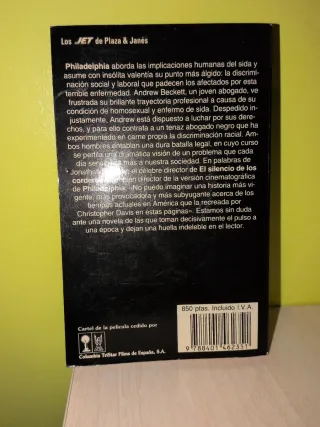 Los JET de Plaza & Janés
Philadelphia aborda las implicaciones humanas del sida y
asume con insólita valentía su punto más álgido: la discrimi-
nación social y laboral que padecen los afectados por esta
terrible enfermedad. Andrew Beckett, un joven abogado, ve
frustrada su brillante trayectoria profesional a causa de su
condición de homosexual y enfermo de sida. Despedido in-
justamente, Andrew está dispuesto a luchar por sus dere-
chos, y para ello contrata a un tenaz abogado negro que ha
experimentado en carne propia la discriminación racial. Am-
bos hombres entablan una dura batalla legal, en cuyo curso
se perfila una dramática visión de un problema que cada
día sensibiliza más a nuestra sociedad. En palabras de
Jonathan el célebre director de El silencio de los
corderos y también director de la versión cinematográfica
de Philadelphia: «No puedo imaginar una historia más vi-
gente, más provocadora y más subyugante acerca de los
tiempos actuales en América que la recreada por
Christopher Davis en estas páginas». Estamos sin duda
ante una novela de las que toman decisivamente el pulso a
una época y dejan una huella indeleble en el lector.
850 ptas. Incluido I.V.A.
Cartel de la película cedido por
Columbia TriStar Films de España, S.A.
9 788401 462337